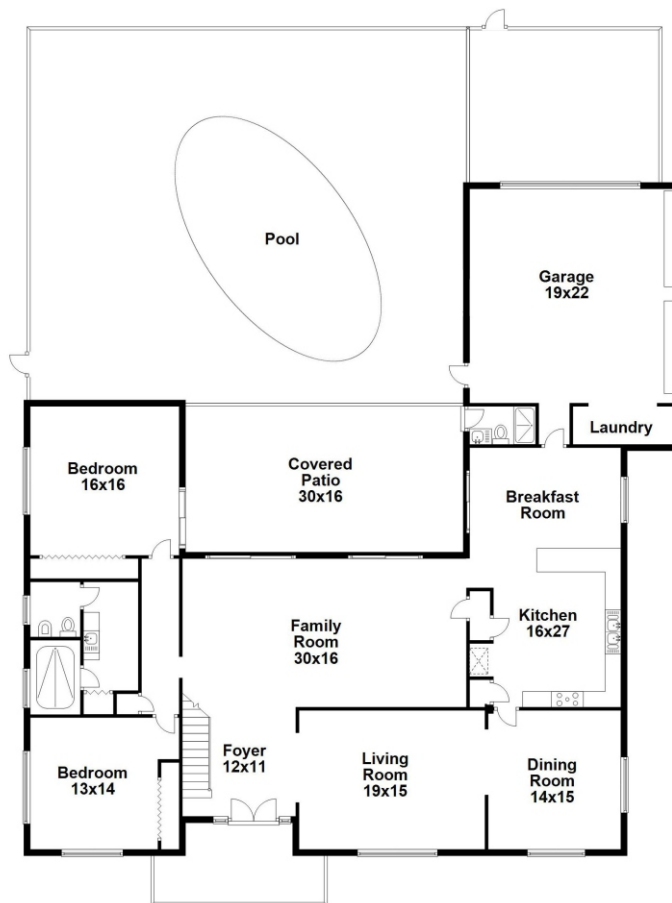 Pool
Garage
19x22
Laundry
Bedroom
16x16
Covered
Patio
30x16
Breakfast
Room
Kitchen
16x27
Family
Room
30x16
Foyer
12x11
Living
Room
19x15
Dining
Room
14x15
Bedroom
13x14